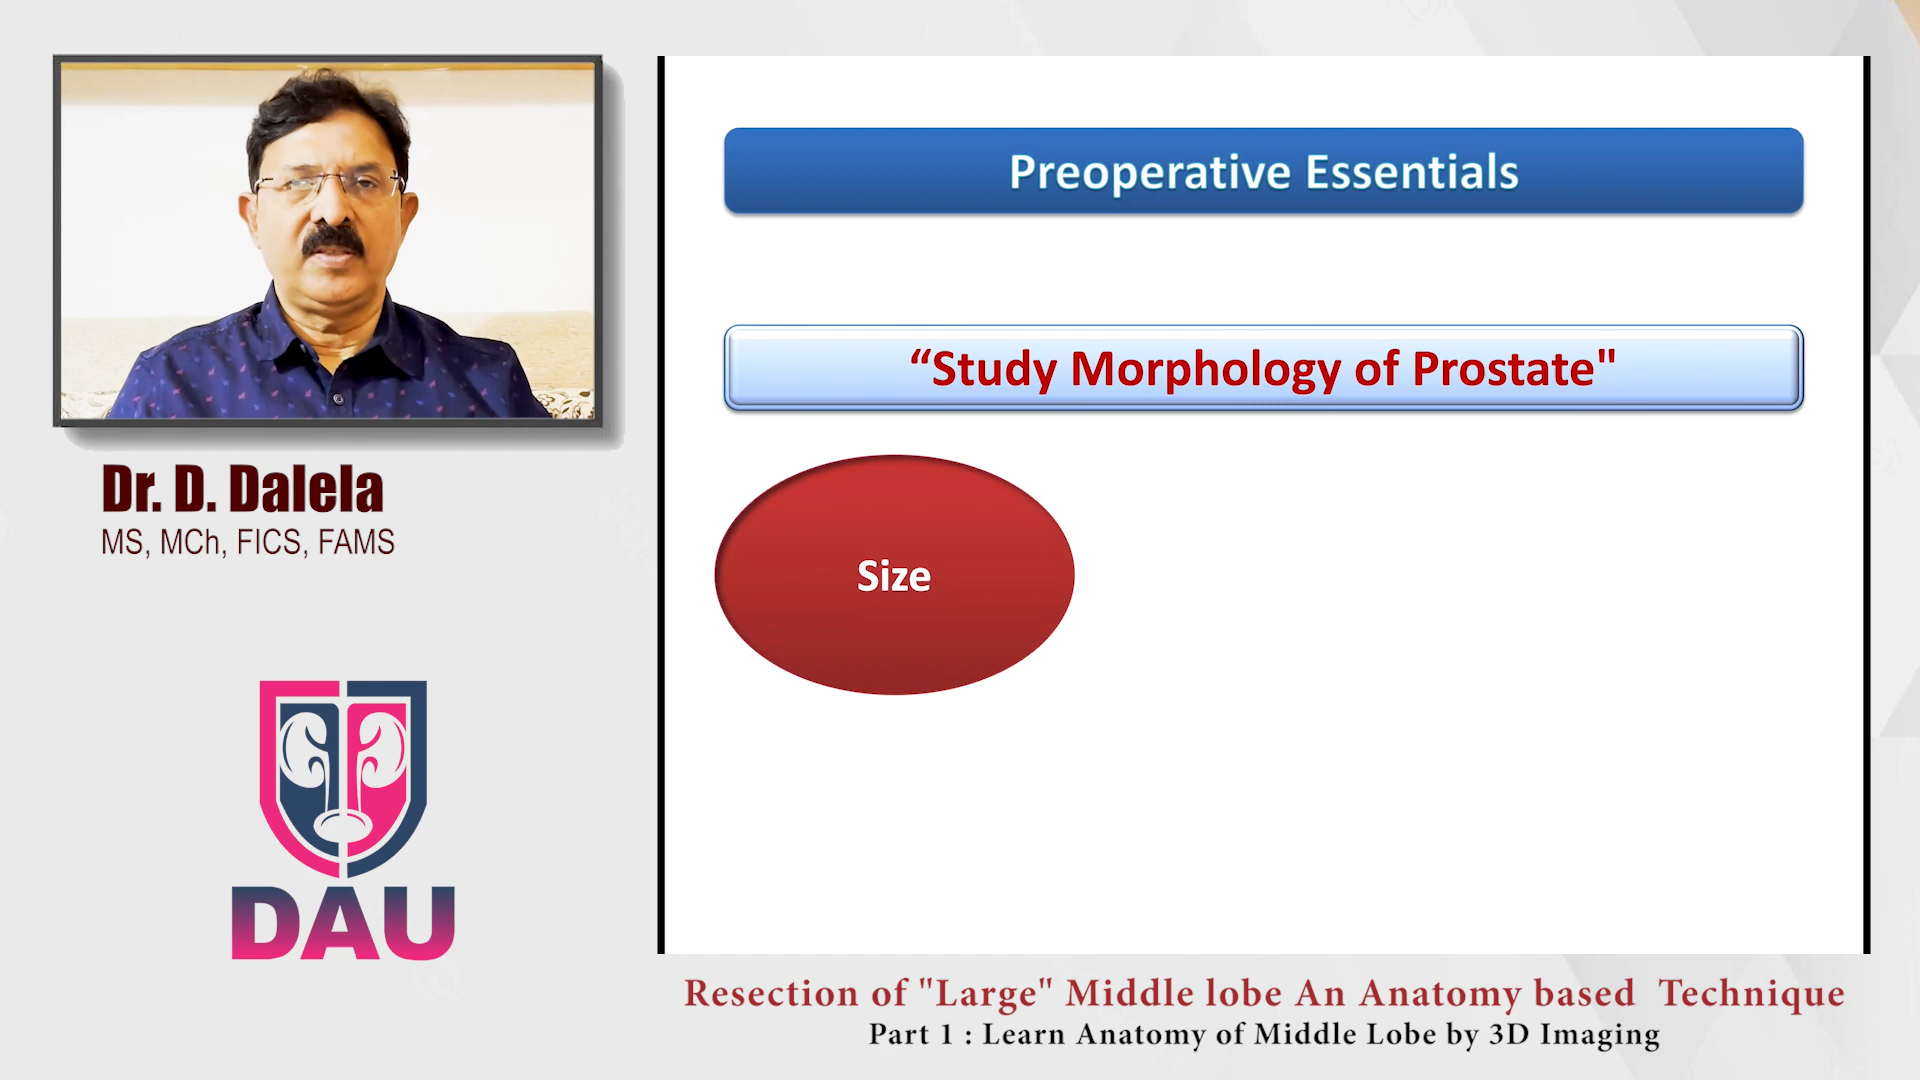 Preoperative Essentials
“Study Morphology of Prostate"
Size
Dr. D. Dalela
MS, MCh, FICS, FAMS
DAU
Resection of "Large" Middle lobe An Anatomy based Technique
Part 1 : Learn Anatomy of Middle Lobe by 3D Imaging